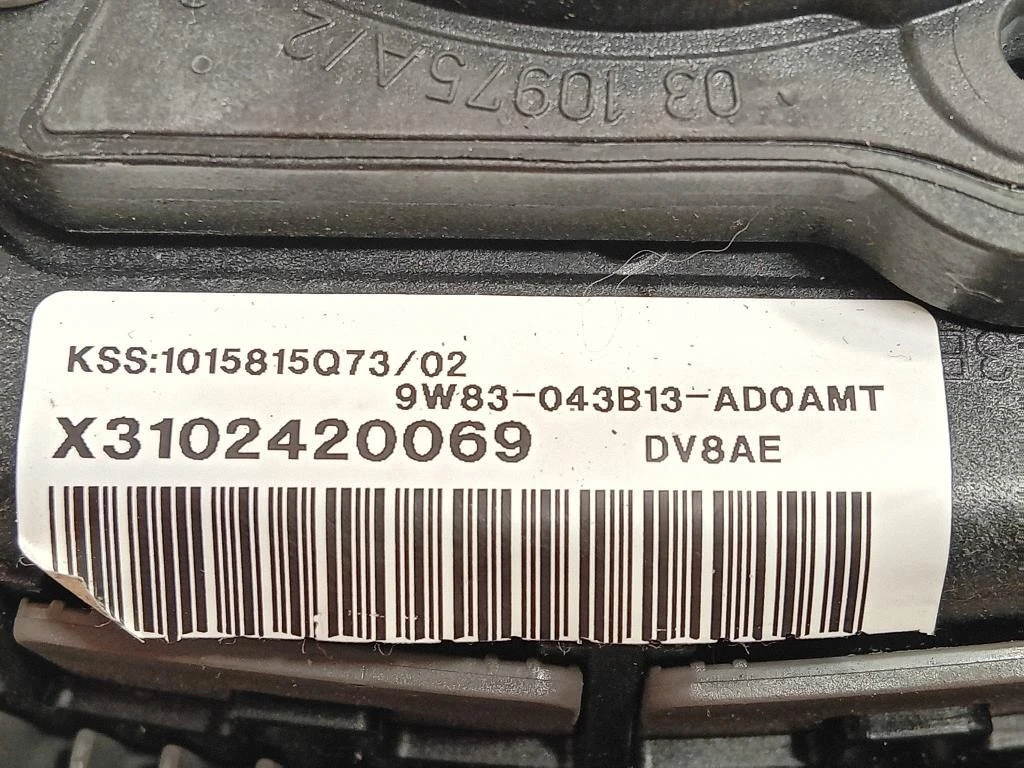 03 10975A/2
KSS:1015815Q73/02
9W83-043B13-AD0AMT
X3102420069
DV8AE